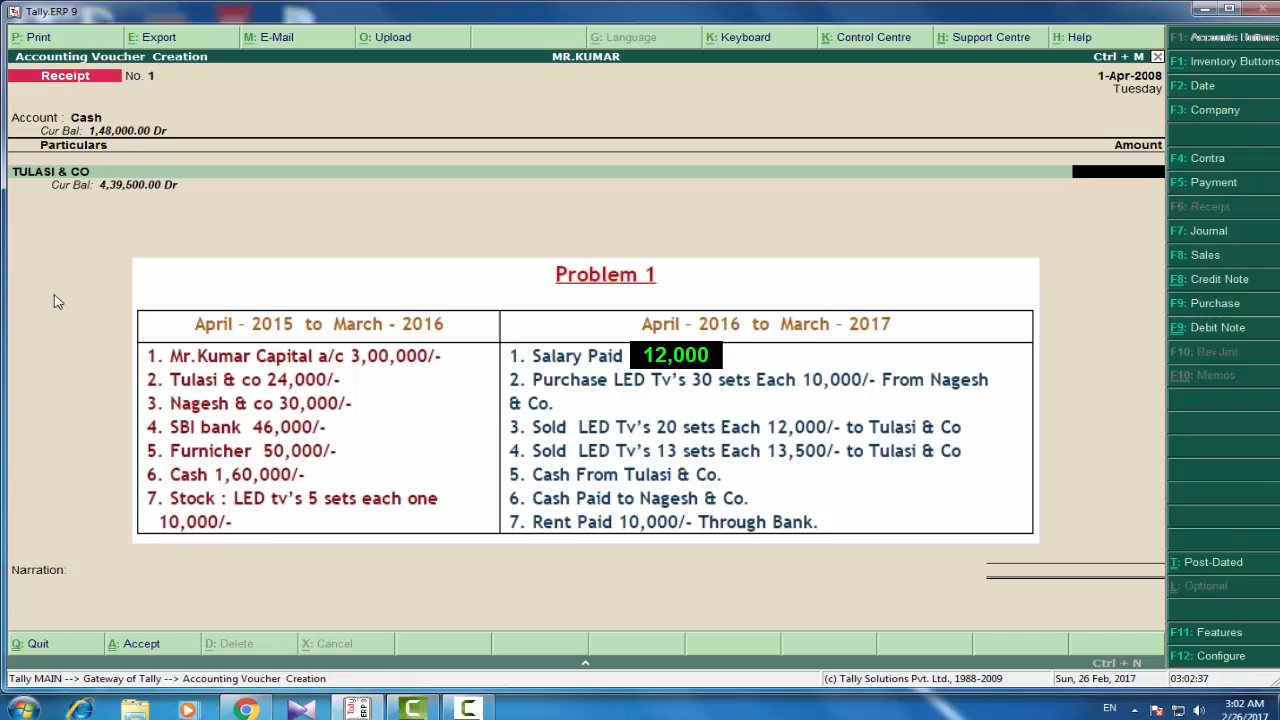 Tally.ERP 9
P: Print E: Export M: E-Mail O: Upload G: Language K: Keyboard K: Control Centre H: Support Centre H: Help
Accounting Voucher Creation MR.KUMAR Ctrl + M
F1: Inventory Buttons
F2: Date
F3: Company
F4: Contra
F5: Payment
F6: Receipt
F7: Journal
F8: Sales
F8: Credit Note
F9: Purchase
F9: Debit Note
F10: Rev Jrnl
F10: Memos
T: Post-Dated
L: Optional
F11: Features
F12: Configure
Receipt No. 1 1-Apr-2008
Tuesday
Account : Cash
Cur Bal: 1,48,000.00 Dr
Particulars Amount
TULASI & CO
Cur Bal: 4,39,500.00 Dr
Problem 1
April - 2015 to March - 2016
1. Mr.Kumar Capital a/c 3,00,000/-
2. Tulasi & co 24,000/-
3. Nagesh & co 30,000/-
4. SBI bank 46,000/-
5. Furnicher 50,000/-
6. Cash 1,60,000/-
7. Stock : LED tv's 5 sets each one
10,000/-
April - 2016 to March - 2017
1. Salary Paid 12,000
2. Purchase LED Tv's 30 sets Each 10,000/- From Nagesh
& Co.
3. Sold LED Tv's 20 sets Each 12,000/- to Tulasi & Co
4. Sold LED Tv's 13 sets Each 13,500/- to Tulasi & Co
5. Cash From Tulasi & Co.
6. Cash Paid to Nagesh & Co.
7. Rent Paid 10,000/- Through Bank.
Narration:
Q: Quit A: Accept D: Delete X: Cancel
Ctrl + N
Tally MAIN --> Gateway of Tally --> Accounting Voucher Creation (c) Tally Solutions Pvt. Ltd., 1988-2009 Sun, 26 Feb, 2017 03:02:37
EN 3:02 AM
2/26/2017